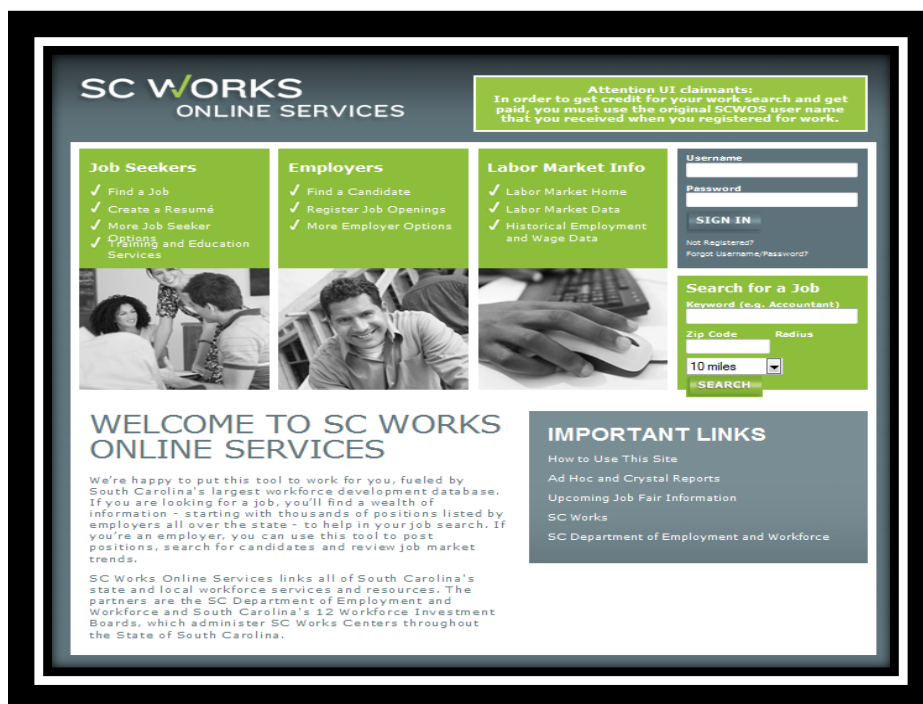 SC WORKS
ONLINE SERVICES
Attention UI claimants:
In order to get credit for your work search and get
paid, you must use the original SCWOS user name
that you received when you registered for work.
Job Seekers
Find a Job
Create a Resumé
More Job Seeker
Options
Training and Education
Services
Employers
Find a Candidate
Register Job Openings
More Employer Options
Labor Market Info
Labor Market Home
Labor Market Data
Historical Employment
and Wage Data
Username
Password
SIGN IN
Not Registered?
Forgot Username/Password?
Search for a Job
Keyword (e.g. Accountant)
Zip Code Radius
10 miles
SEARCH
WELCOME TO SC WORKS
ONLINE SERVICES
We're happy to put this tool to work for you, fueled by
South Carolina's largest workforce development database.
If you are looking for a job, you'll find a wealth of
information - starting with thousands of positions listed by
employers all over the state - to help in your job search. If
you're an employer, you can use this tool to post
positions, search for candidates and review job market
trends.
SC Works Online Services links all of South Carolina's
state and local workforce services and resources. The
partners are the SC Department of Employment and
Workforce and South Carolina's 12 Workforce Investment
Boards, which administer SC Works Centers throughout
the State of South Carolina.
IMPORTANT LINKS
How to Use This Site
Ad Hoc and Crystal Reports
Upcoming Job Fair Information
SC Works
SC Department of Employment and Workforce